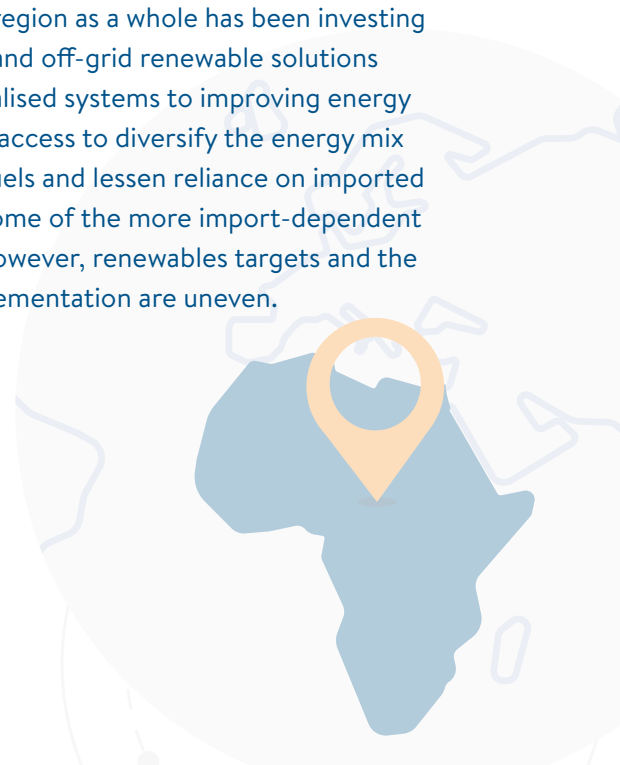 region as a whole has been investing
and off-grid renewable solutions
alised systems to improving energy
access to diversify the energy mix
uels and lessen reliance on imported
ome of the more import-dependent
owever, renewables targets and the
ementation are uneven.